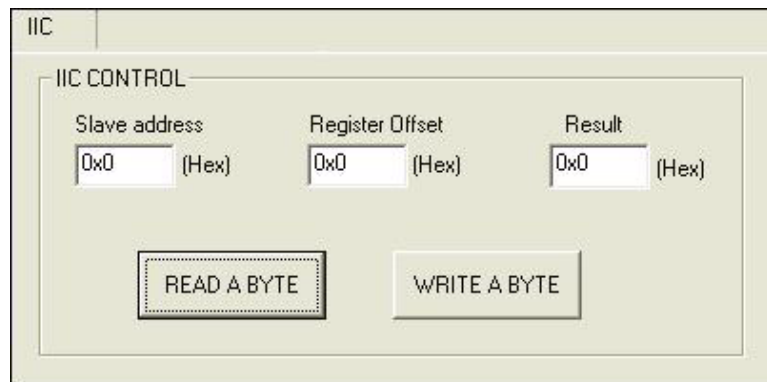 IIC
IIC CONTROL
Slave address Register Offset Result
0x0 (Hex) 0x0 (Hex) 0x0 (Hex)
READ A BYTE WRITE A BYTE